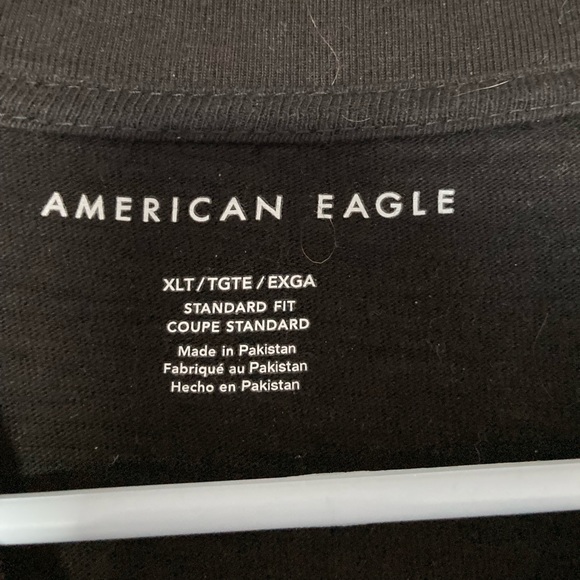 AMERICAN EAGLE
XLT/TGTE/EXGA
STANDARD FIT
COUPE STANDARD
Made in Pakistan
Fabriqué au Pakistan
Hecho en Pakistan